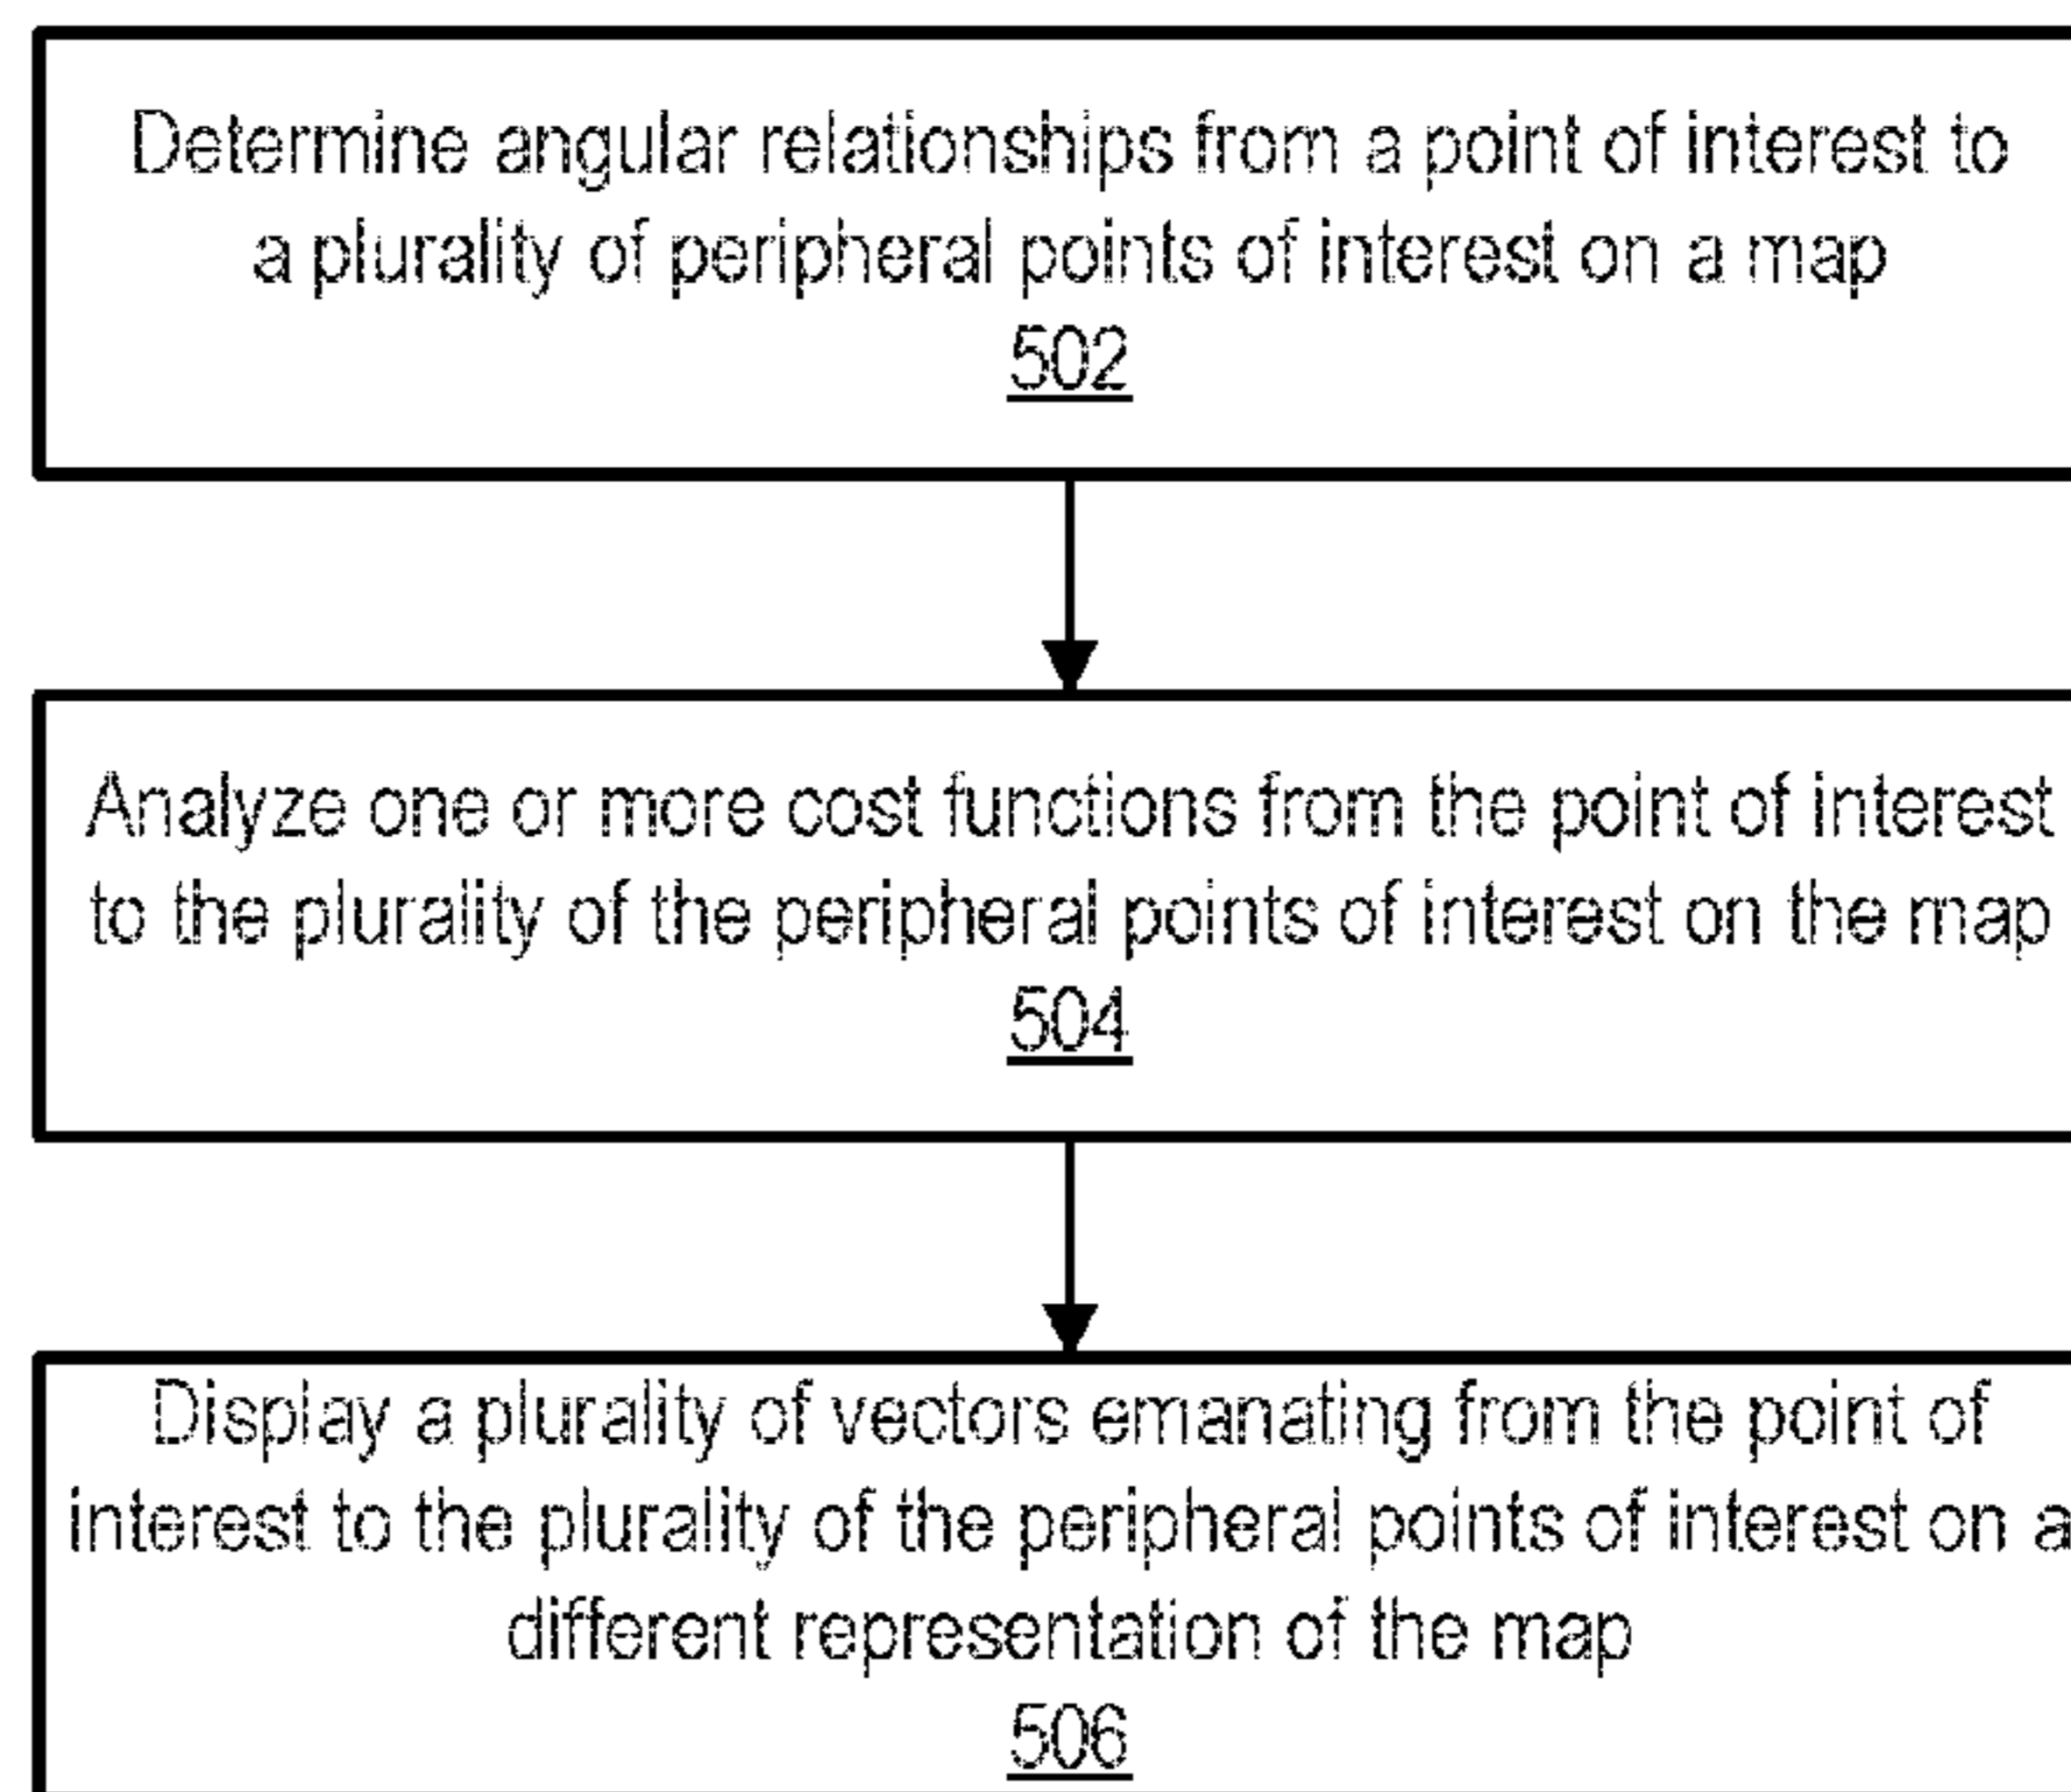 Determine angular relationships from a point of interest to
a plurality of peripheral points of interest on a map
502
Analyze one or more cost functions from the point of interest
to the plurality of the peripheral points of interest on the map
504
Display a plurality of vectors emanating from the point of
interest to the plurality of the peripheral points of interest on a
different representation of the map
506